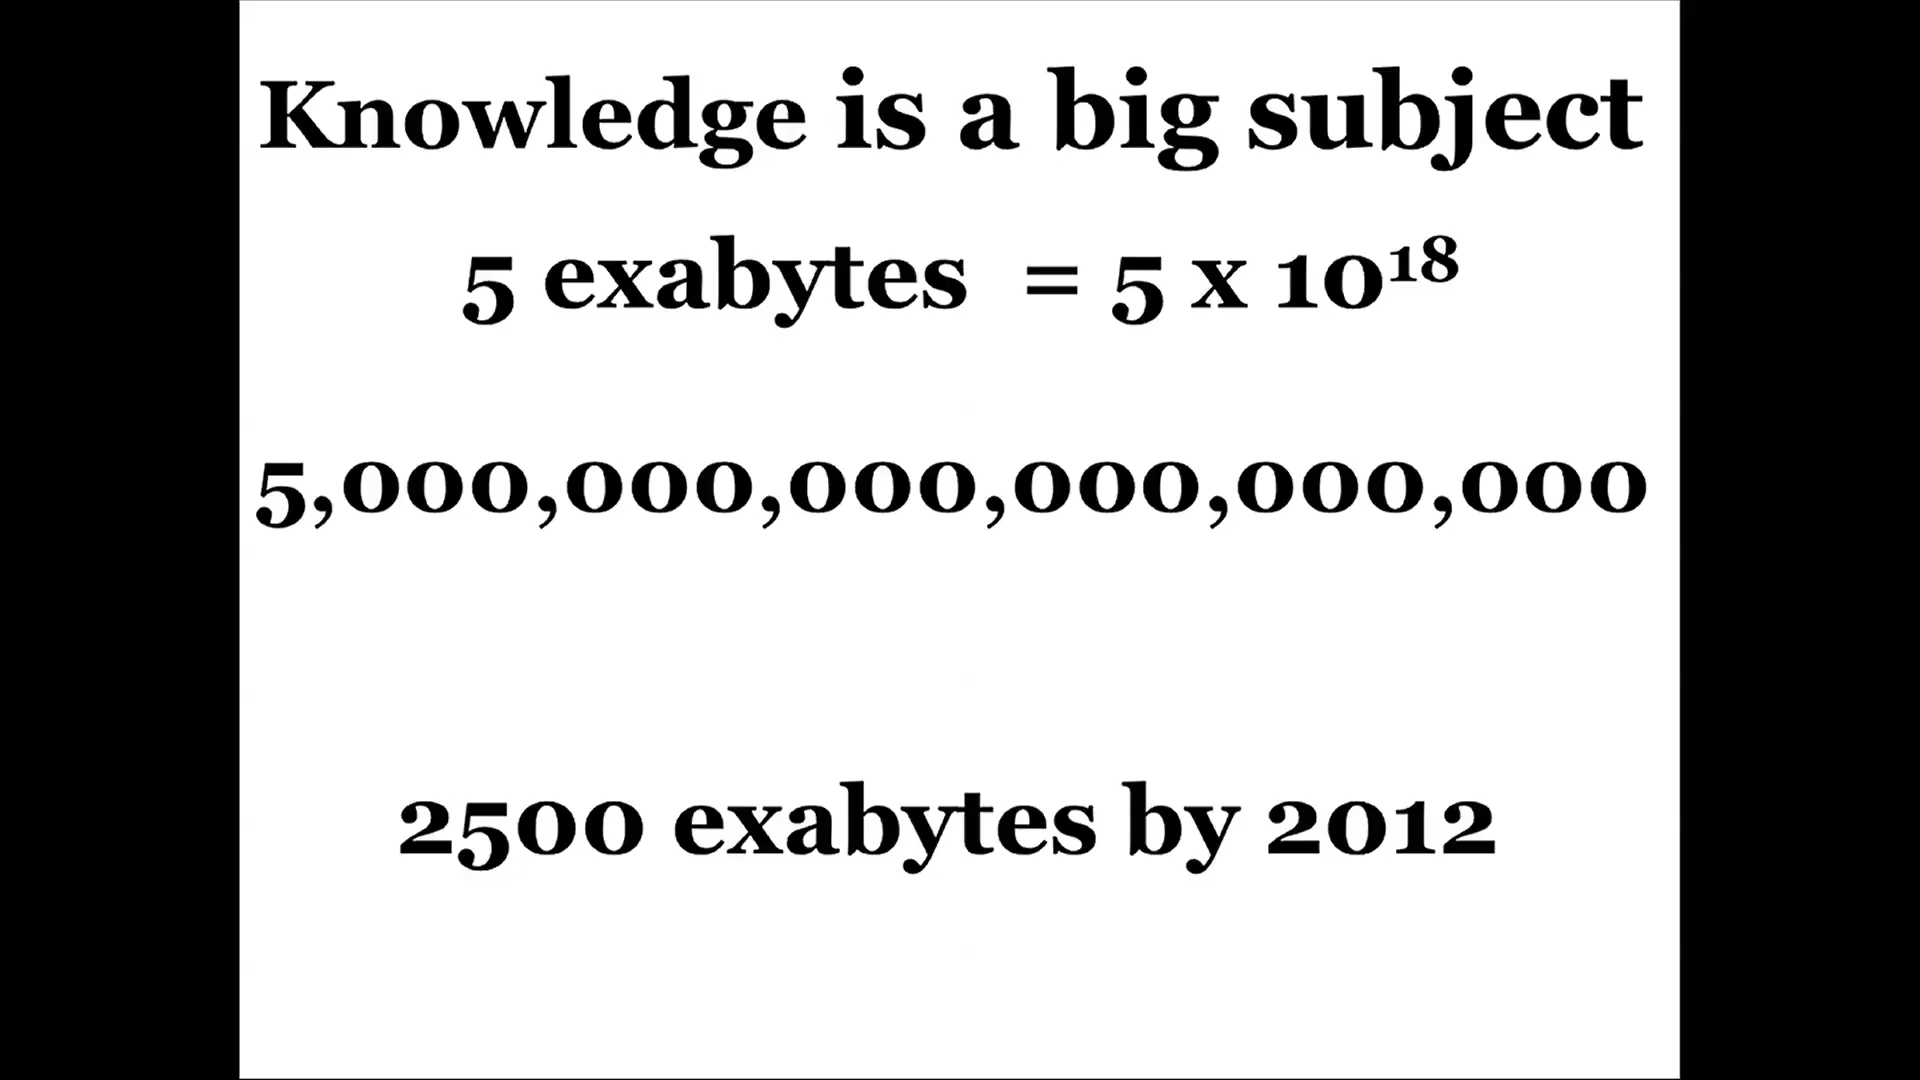 Knowledge is a big subject
5 exabytes = 5 x 10¹⁸
5,000,000,000,000,000,000
2500 exabytes by 2012